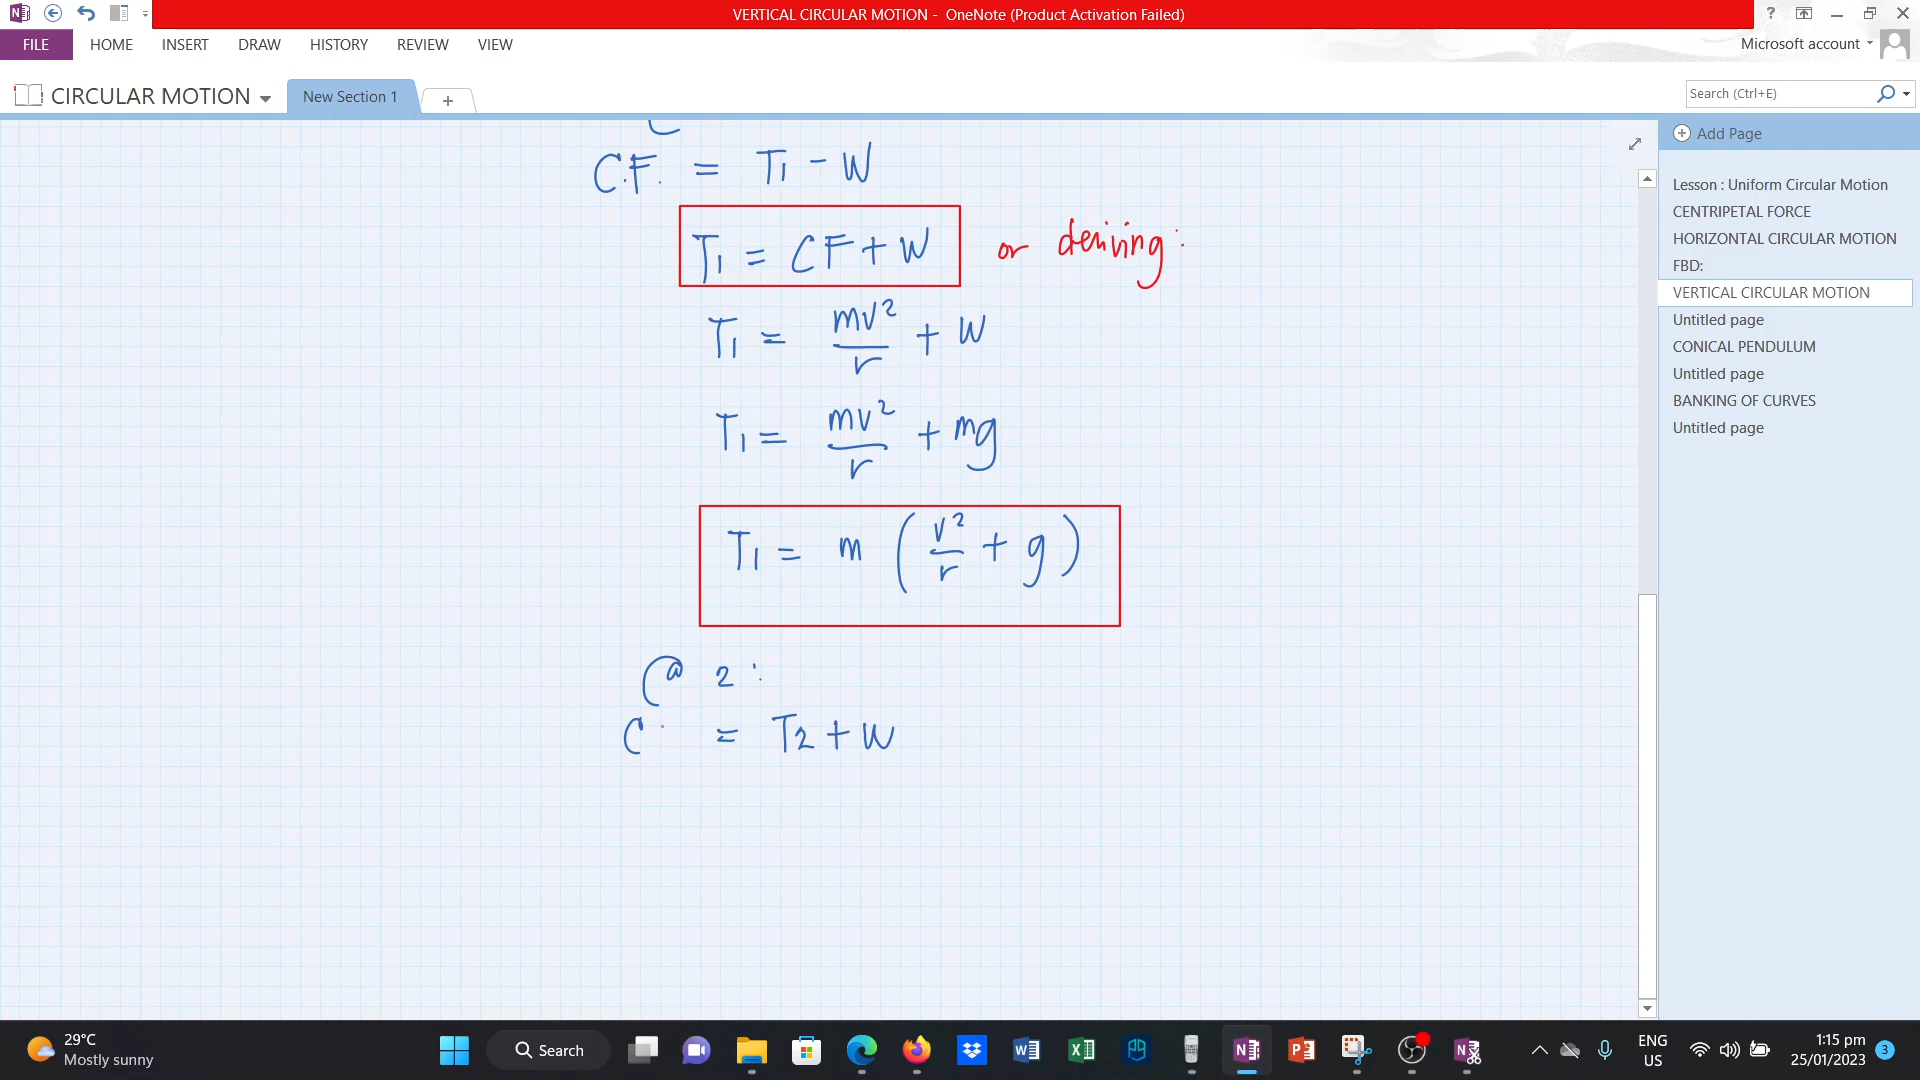 VERTICAL CIRCULAR MOTION - OneNote (Product Activation Failed)
FILE HOME INSERT DRAW HISTORY REVIEW VIEW
Microsoft account
CIRCULAR MOTION New Section 1
Search (Ctrl+E)
Add Page
Lesson : Uniform Circular Motion
CENTRIPETAL FORCE
HORIZONTAL CIRCULAR MOTION
FBD:
VERTICAL CIRCULAR MOTION
Untitled page
CONICAL PENDULUM
Untitled page
BANKING OF CURVES
Untitled page
C.F. = T1 - W
T1 = CF + W or deriving:
T1 = mv²/r + W
T1 = mv²/r + mg
T1 = m (v²/r + g)
@ 2 :
C = T2 + W
29°C
Mostly sunny
Search
ENG
US
1:15 pm
25/01/2023
3